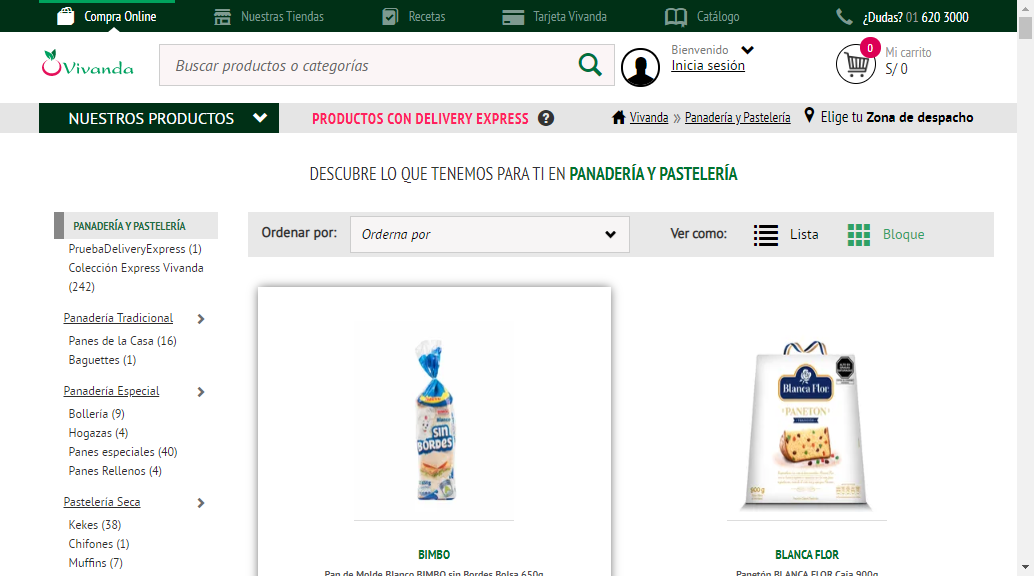 Compra Online
Nuestras Tiendas
Recetas
Tarjeta Vivanda
Catálogo
¿Dudas? 01 620 3000
Vivanda
Buscar productos o categorías
Bienvenido
Inicia sesión
0
Mi carrito
S/ 0
NUESTROS PRODUCTOS
PRODUCTOS CON DELIVERY EXPRESS ?
Vivanda » Panadería y Pastelería
Elige tu Zona de despacho
DESCUBRE LO QUE TENEMOS PARA TI EN PANADERÍA Y PASTELERÍA
PANADERÍA Y PASTELERÍA
PruebaDeliveryExpress (1)
Colección Express Vivanda
(242)
Panadería Tradicional
Panes de la Casa (16)
Baguettes (1)
Panadería Especial
Bollería (9)
Hogazas (4)
Panes especiales (40)
Panes Rellenos (4)
Pastelería Seca
Kekes (38)
Chifones (1)
Muffins (7)
Ordenar por:
Orderna por
Ver como:
Lista
Bloque
SIN
BORDES
BIMBO
Pan de Molde Blanco BIMBO sin Bordes Bolsa 650g
Blanca Flor
PANETON
900g
BLANCA FLOR
Panetón BLANCA FLOR Caja 900g